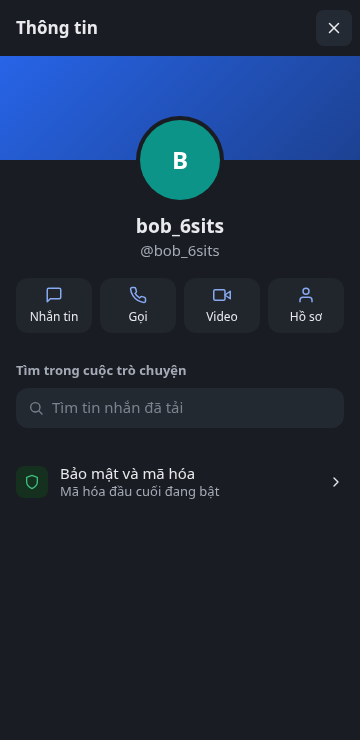 Thông tin
B
bob_6sits
@bob_6sits
Nhắn tin
Gọi
Video
Hồ sơ
Tìm trong cuộc trò chuyện
Tìm tin nhắn đã tải
Bảo mật và mã hóa
Mã hóa đầu cuối đang bật